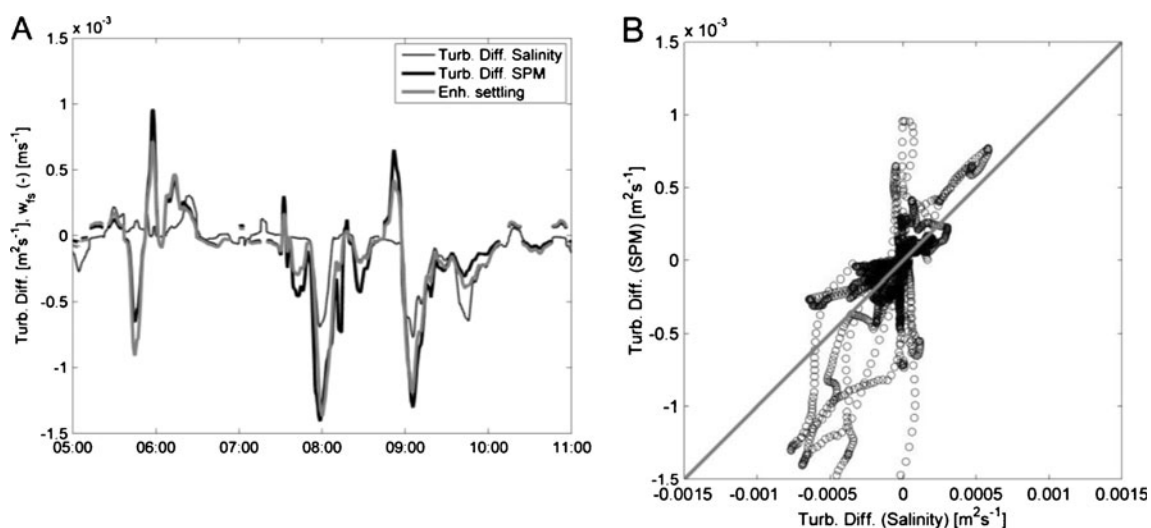 A
x 10⁻³
1.5
1
0.5
0
-0.5
-1
-1.5
Turb. Diff. [m²s⁻¹], w_fs (-) [ms⁻¹]
Turb. Diff. Salinity
Turb. Diff. SPM
Enh. settling
05:00 06:00 07:00 08:00 09:00 10:00 11:00
B
x 10⁻³
1.5
1
0.5
0
-0.5
-1
-1.5
Turb. Diff. (SPM) [m²s⁻¹]
-0.0015 -0.001 -0.0005 0 0.0005 0.001 0.0015
Turb. Diff. (Salinity) [m²s⁻¹]